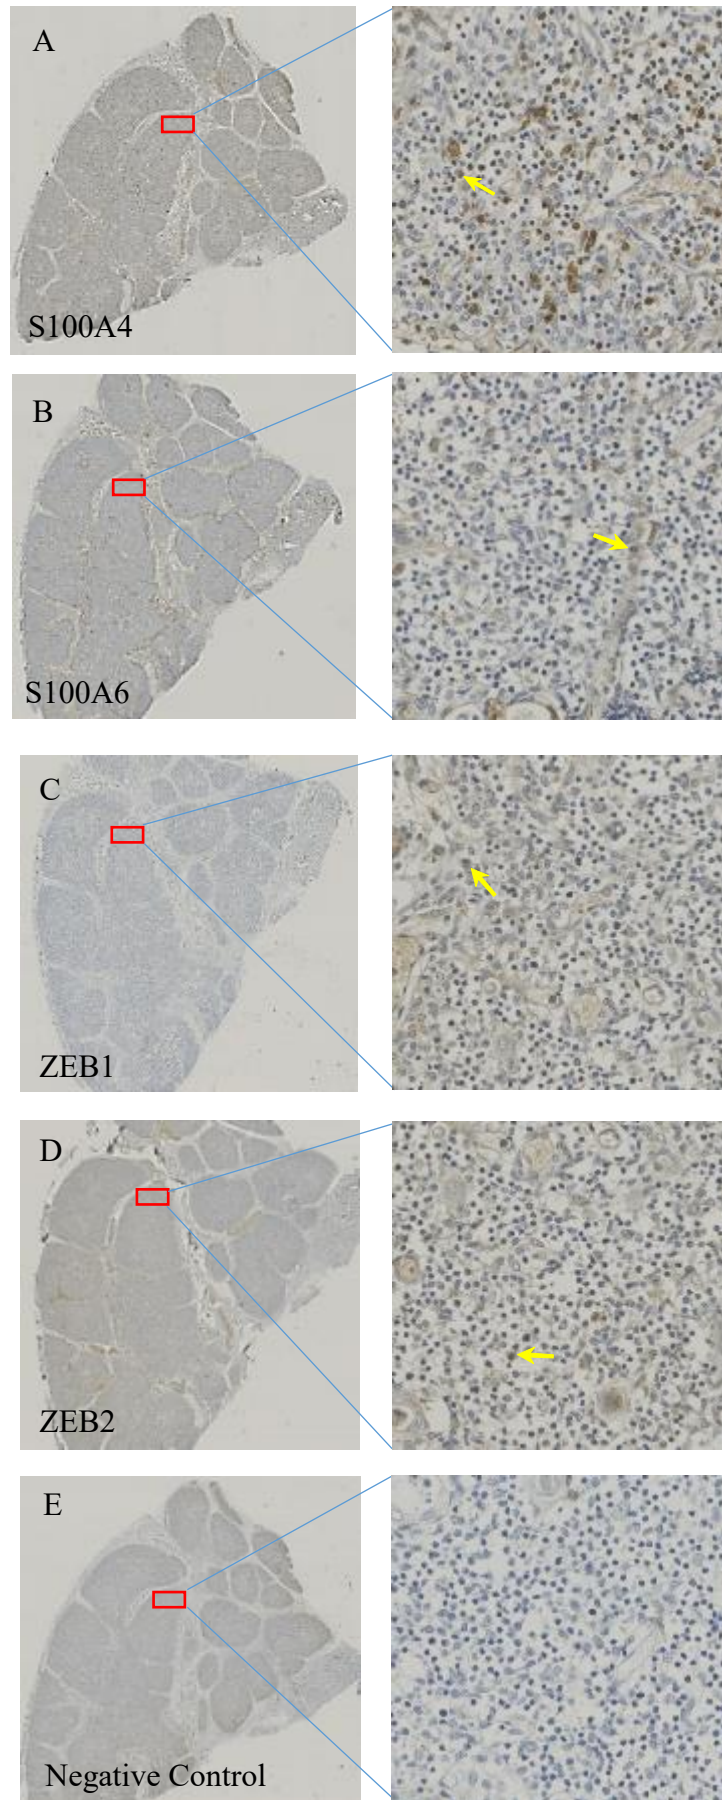 A
S100A4
B
S100A6
C
ZEB1
D
ZEB2
E
Negative Control